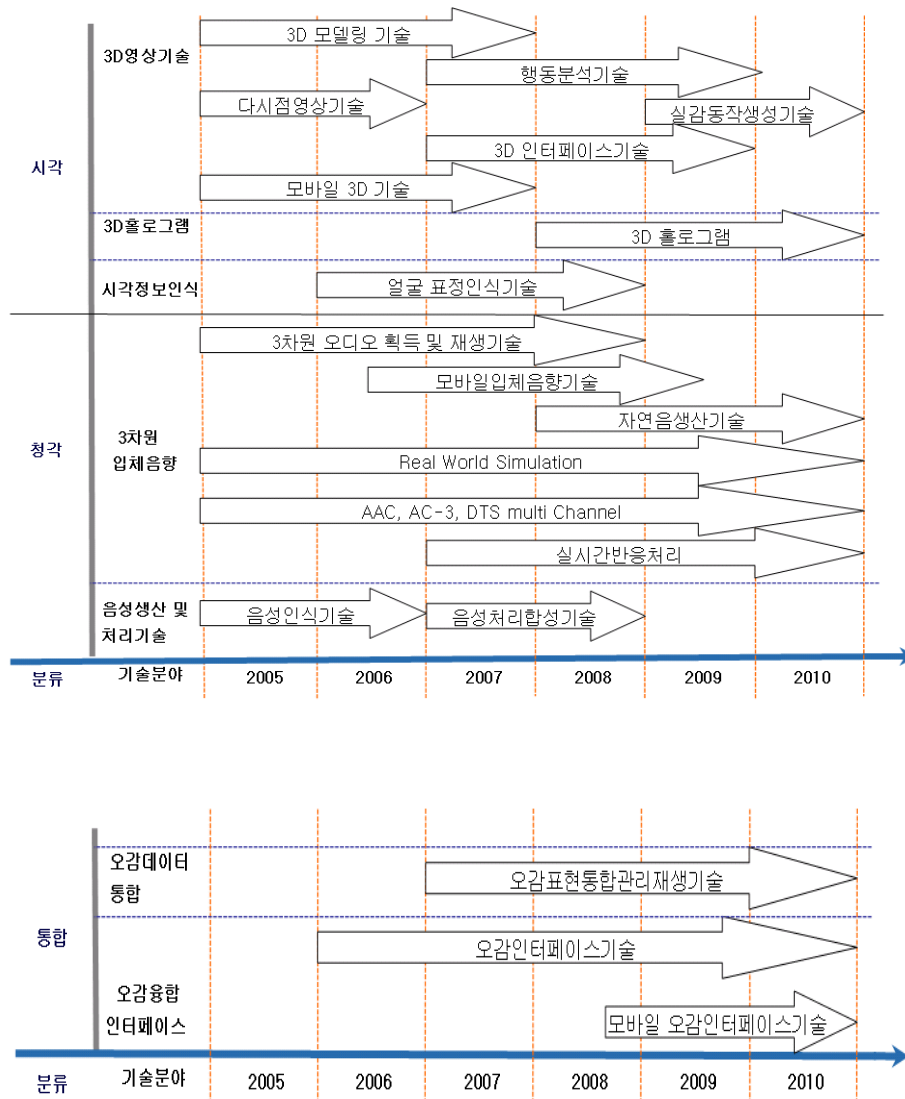 3D 모델링 기술
3D영상기술
행동분석기술
다시점영상기술
실감동작생성기술
3D 인터페이스기술
시각
모바일 3D 기술
3D홀로그램
3D 홀로그램
시각정보인식
얼굴 표정인식기술
3차원 오디오 획득 및 재생기술
모바일입체음향기술
자연음생산기술
청각
3차원
입체음향
Real World Simulation
AAC, AC-3, DTS multi Channel
실시간반응처리
음성생산 및
처리기술
음성인식기술
음성처리합성기술
분류
기술분야
2005
2006
2007
2008
2009
2010
오감데이터
통합
오감표현통합관리재생기술
통합
오감인터페이스기술
오감융합
인터페이스
모바일 오감인터페이스기술
분류
기술분야
2005
2006
2007
2008
2009
2010